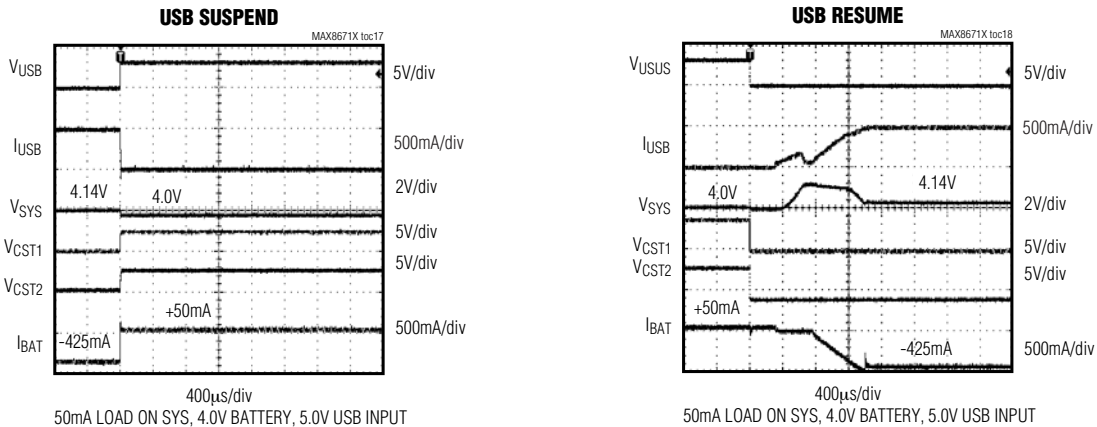 USB SUSPEND
MAX8671X toc17
VUSB
5V/div
IUSB
500mA/div
4.14V
4.0V
2V/div
VSYS
5V/div
VCST1
5V/div
VCST2
+50mA
500mA/div
IBAT
-425mA
400µs/div
50mA LOAD ON SYS, 4.0V BATTERY, 5.0V USB INPUT
USB RESUME
MAX8671X toc18
VUSUS
5V/div
500mA/div
IUSB
4.0V
4.14V
VSYS
2V/div
VCST1
5V/div
VCST2
5V/div
+50mA
IBAT
-425mA
500mA/div
400µs/div
50mA LOAD ON SYS, 4.0V BATTERY, 5.0V USB INPUT